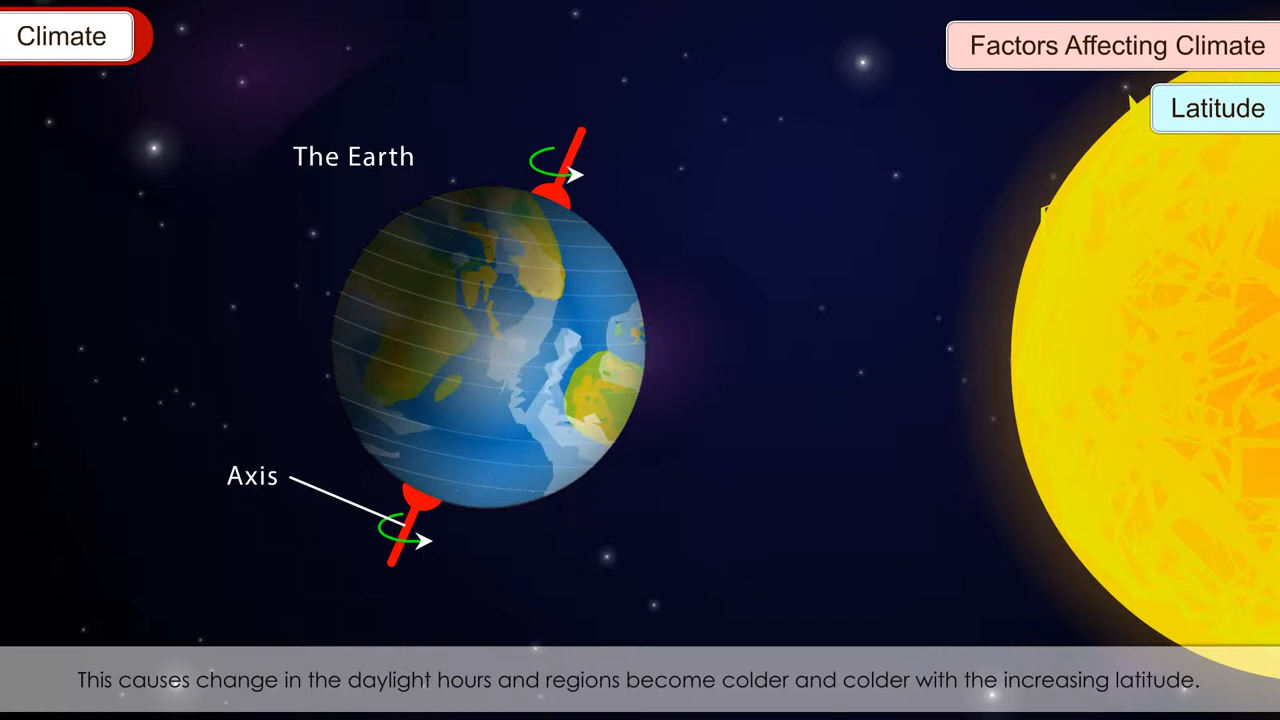 Climate
Factors Affecting Climate
Latitude
The Earth
Axis
This causes change in the daylight hours and regions become colder and colder with the increasing latitude.